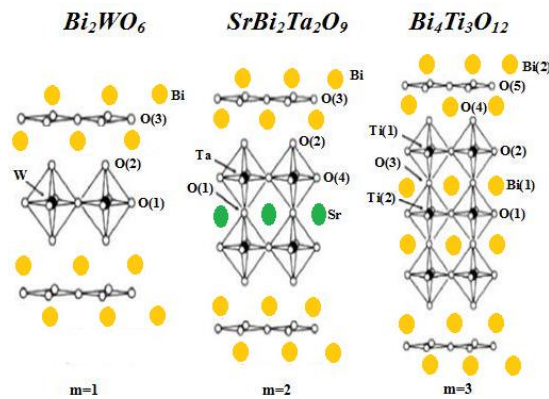 Bi₂WO₆
Bi
O(3)
O(2)
W
O(1)
m=1
SrBi₂Ta₂O₉
Bi
O(3)
O(2)
Ta
O(4)
O(1)
Sr
m=2
Bi₄Ti₃O₁₂
Bi(2)
O(5)
O(4)
Ti(1)
O(2)
O(3)
Bi(1)
Ti(2)
O(1)
m=3